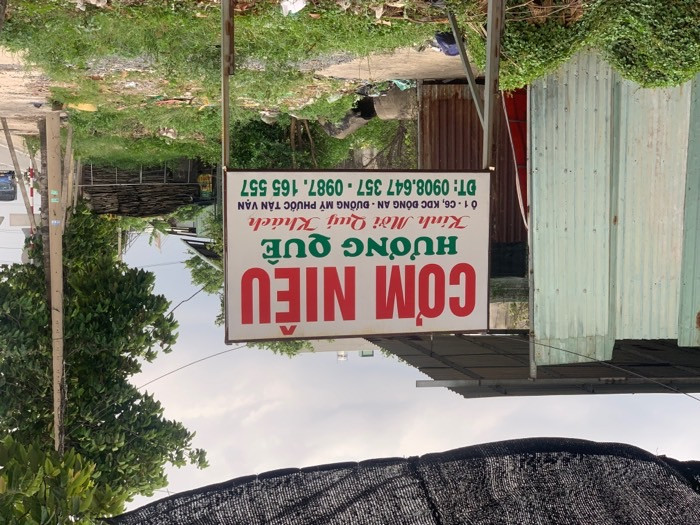 CƠM NIÊU
HƯƠNG QUÊ
Kính Mời Quý Khách
Ô 1 - C6, KDC ĐÔNG AN - ĐƯỜNG MỸ PHƯỚC TÂN VẠN
ĐT: 0908.647 357 - 0987. 165 557